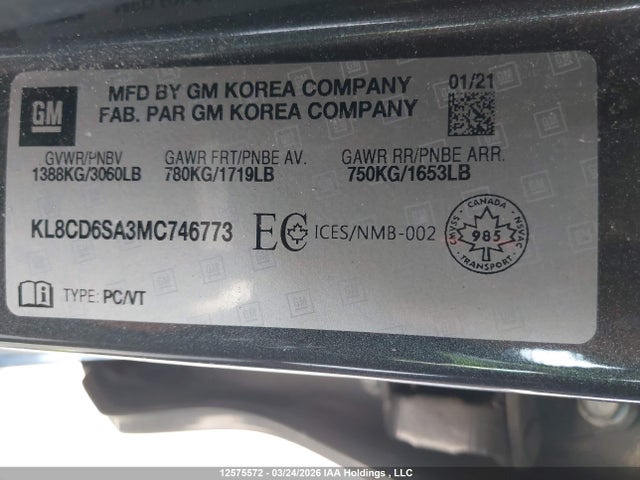 GM
MFD BY GM KOREA COMPANY
FAB. PAR GM KOREA COMPANY
01/21
GVWR/PNBV
1388KG/3060LB
GAWR FRT/PNBE AV.
780KG/1719LB
GAWR RR/PNBE ARR.
750KG/1653LB
KL8CD6SA3MC746773
EC ICES/NMB-002
CANADA
CMVSS
985
NSVAC
TRANSPORT
TYPE: PC/VT
12575572 - 03/24/2026 IAA Holdings , LLC